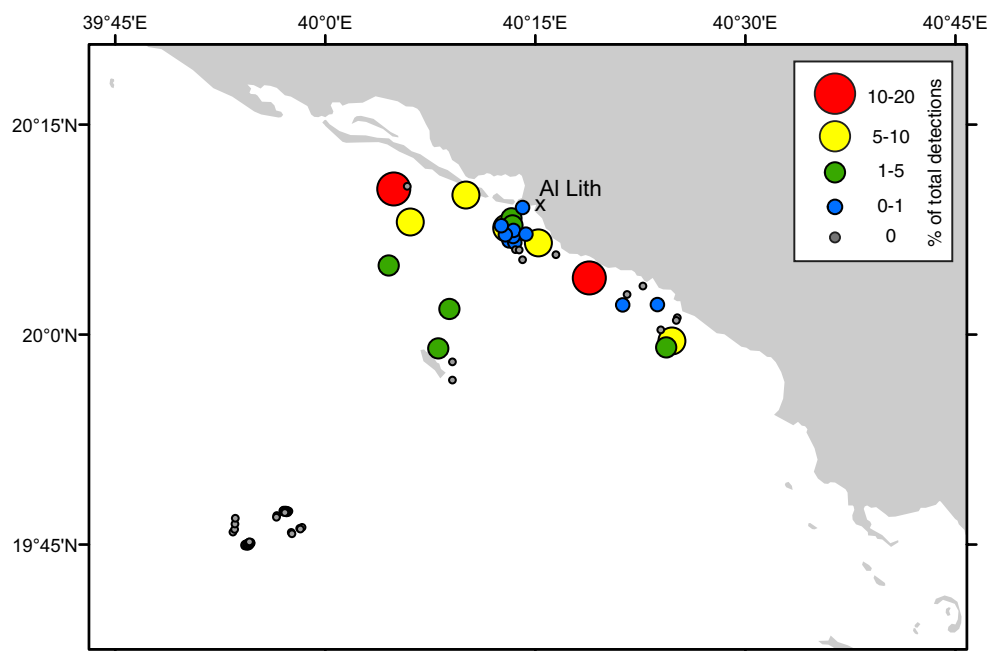 39°45'E 40°0'E 40°15'E 40°30'E 40°45'E
20°15'N
20°0'N
19°45'N
Al Lith
x
10-20
5-10
1-5
0-1
0
% of total detections